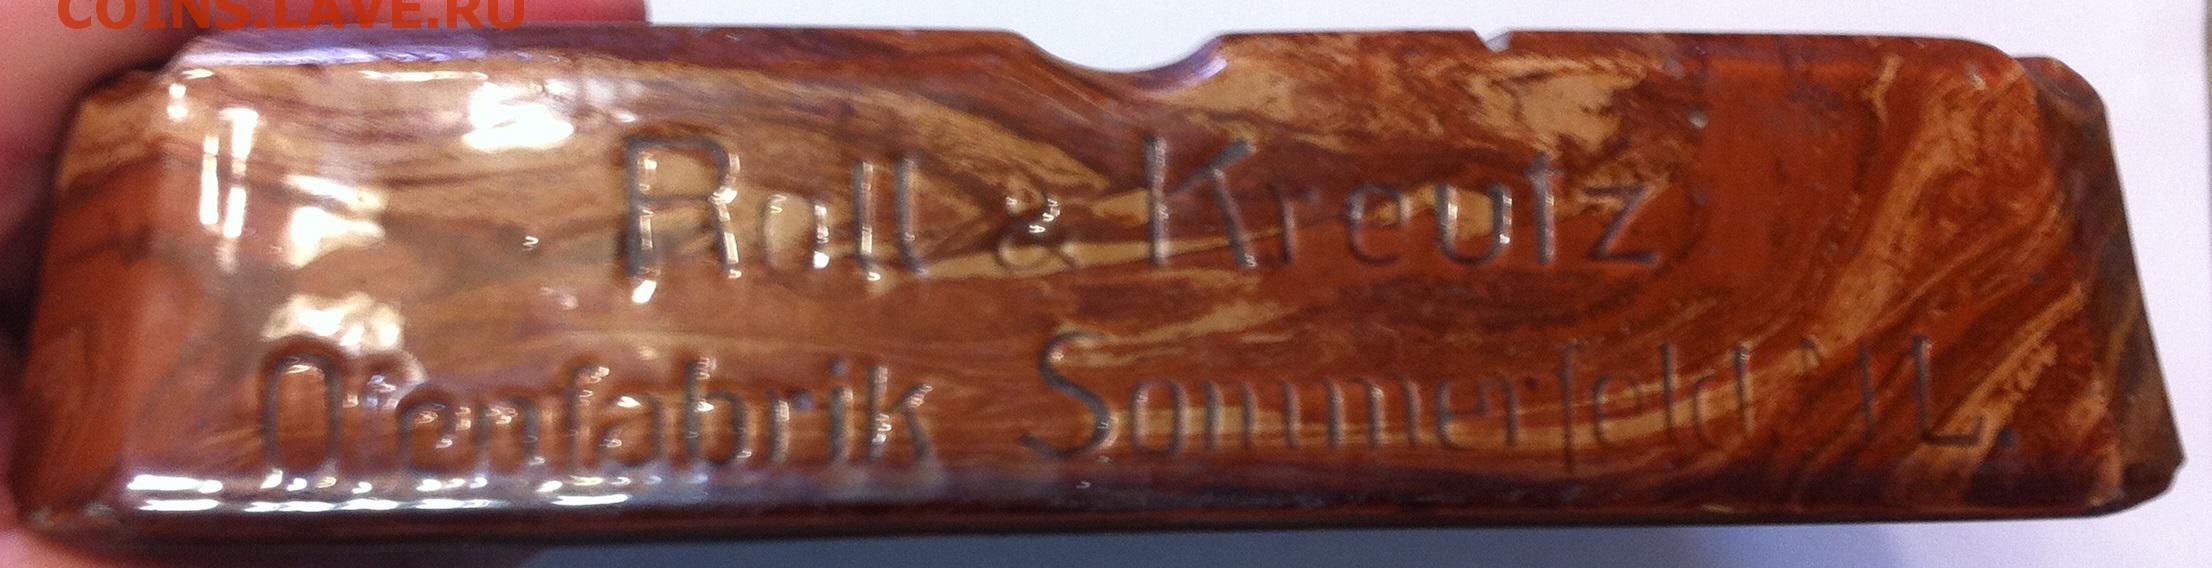 COINS.LAVE.RU
Roll & Kreutz
Ofenfabrik Sommerfeld N.L.